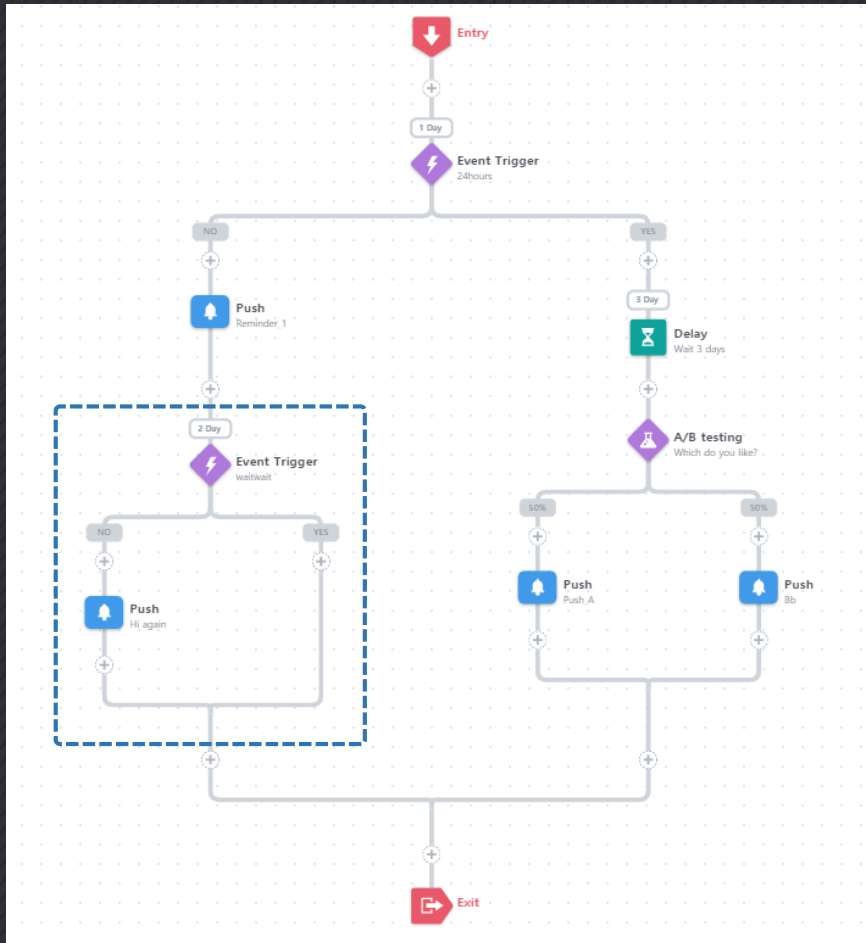 Entry
1 Day
Event Trigger
24hours
NO
YES
Push
Reminder_1
3 Day
Delay
Wait 3 days
2 Day
Event Trigger
waitwait
A/B testing
Which do you like?
NO
YES
50%
50%
Push
Hi again
Push
Push_A
Push
Bb
Exit